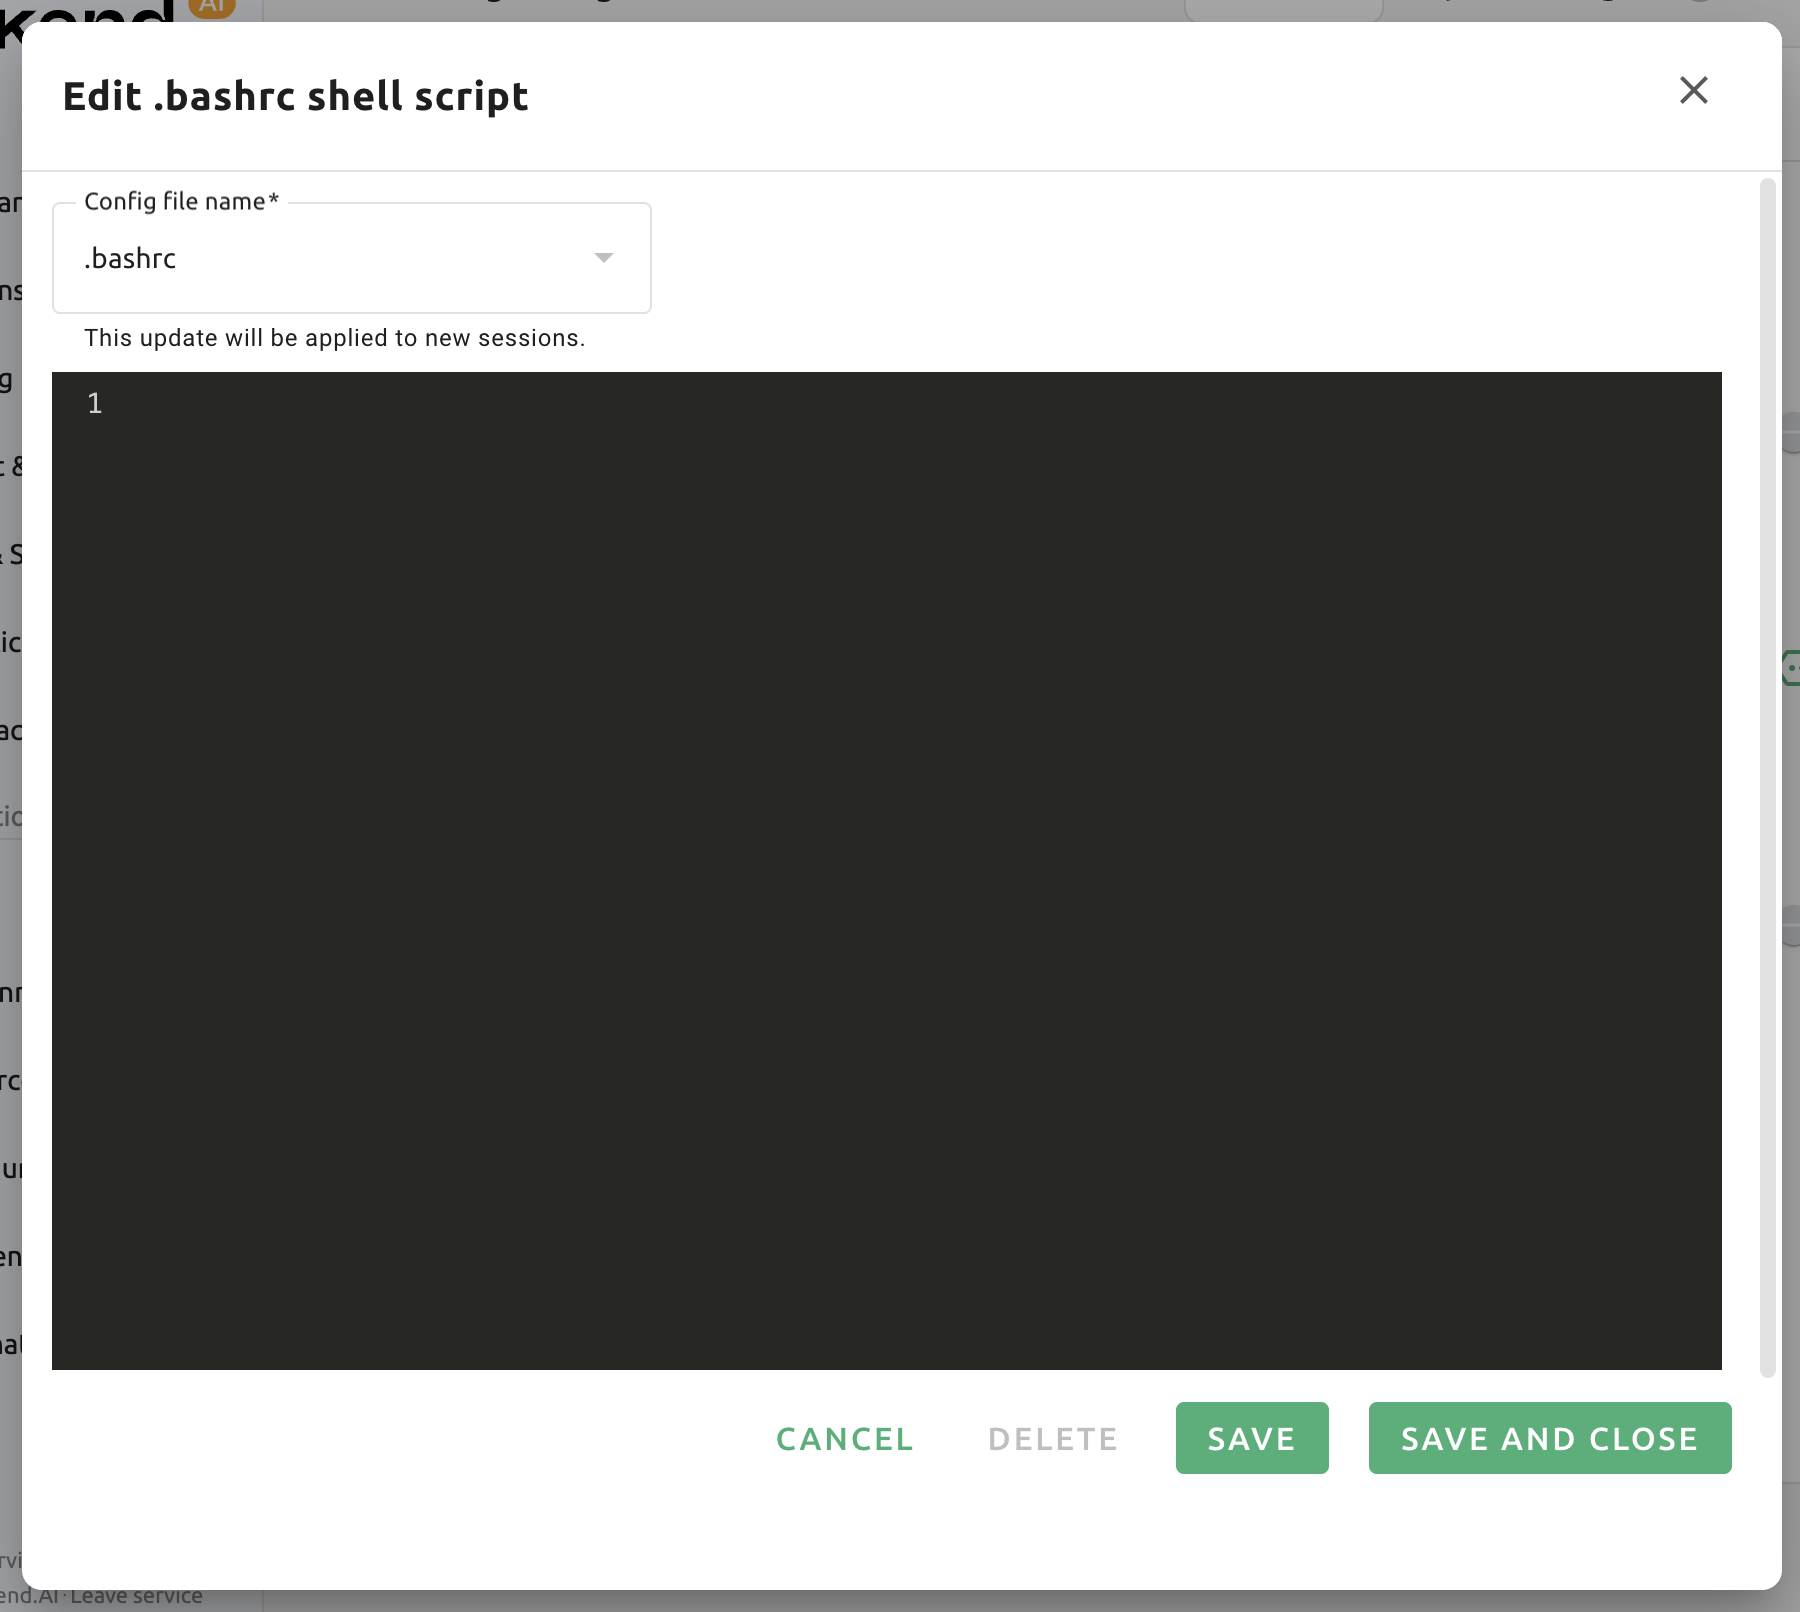 AI
Edit .bashrc shell script
Config file name*
.bashrc
This update will be applied to new sessions.
1
CANCEL
DELETE
SAVE
SAVE AND CLOSE
end.AI · Leave service